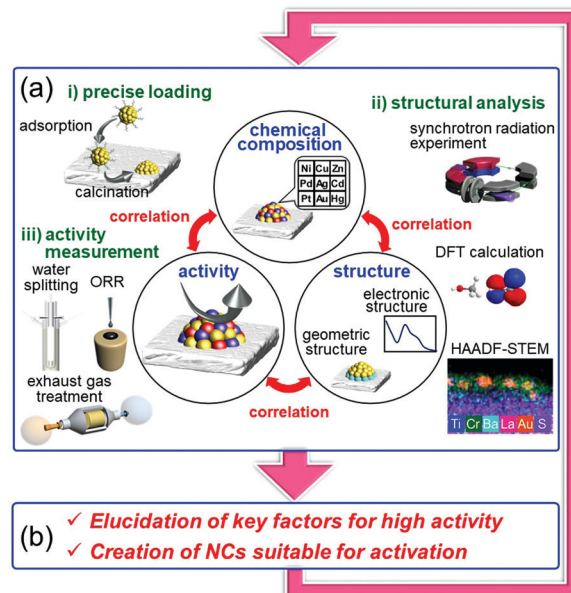 (a)
i) precise loading
adsorption
calcination
chemical
composition
Ni Cu Zn
Pd Ag Cd
Pt Au Hg
ii) structural analysis
synchrotron radiation
experiment
correlation
correlation
iii) activity
measurement
water
splitting
ORR
exhaust gas
treatment
activity
structure
electronic
structure
geometric
structure
DFT calculation
HAADF-STEM
Ti Cr Ba La Au S
correlation
(b)
✓ Elucidation of key factors for high activity
✓ Creation of NCs suitable for activation